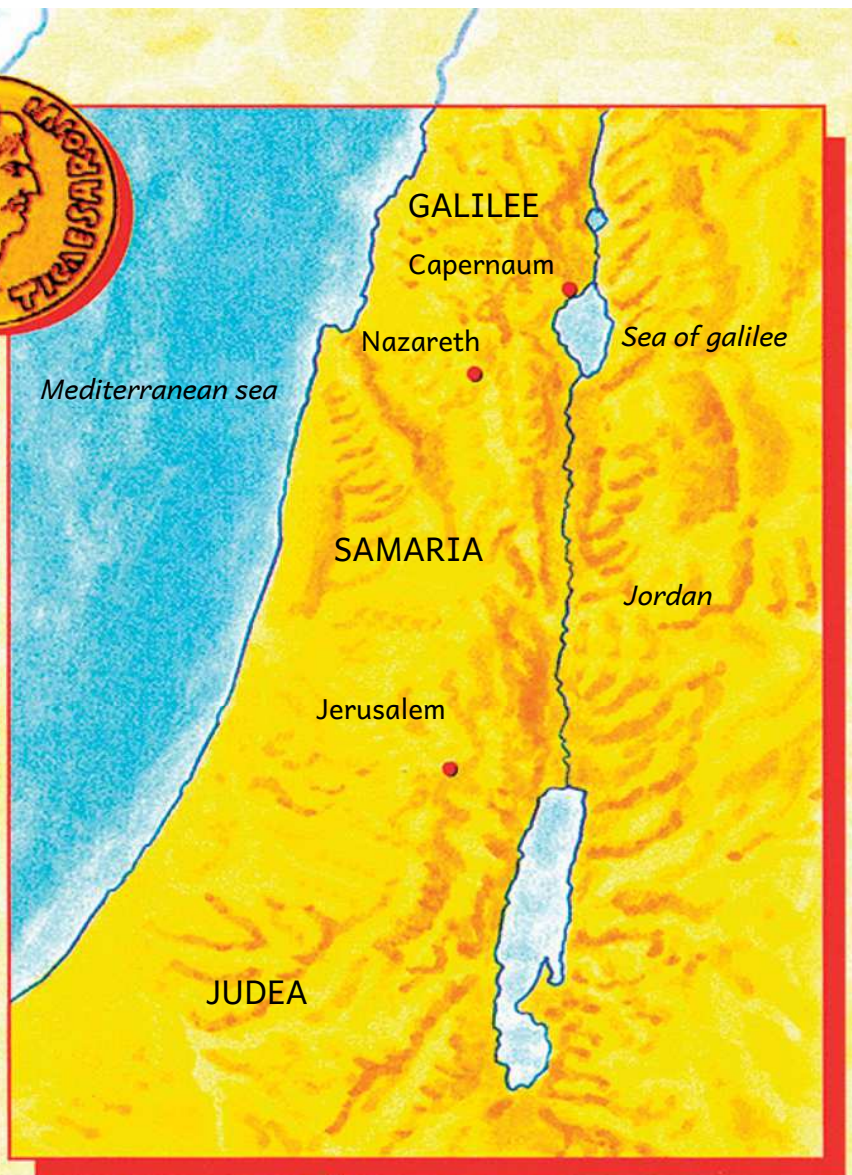 GALILEE
Capernaum
Nazareth
Sea of galilee
Mediterranean sea
SAMARIA
Jordan
Jerusalem
JUDEA